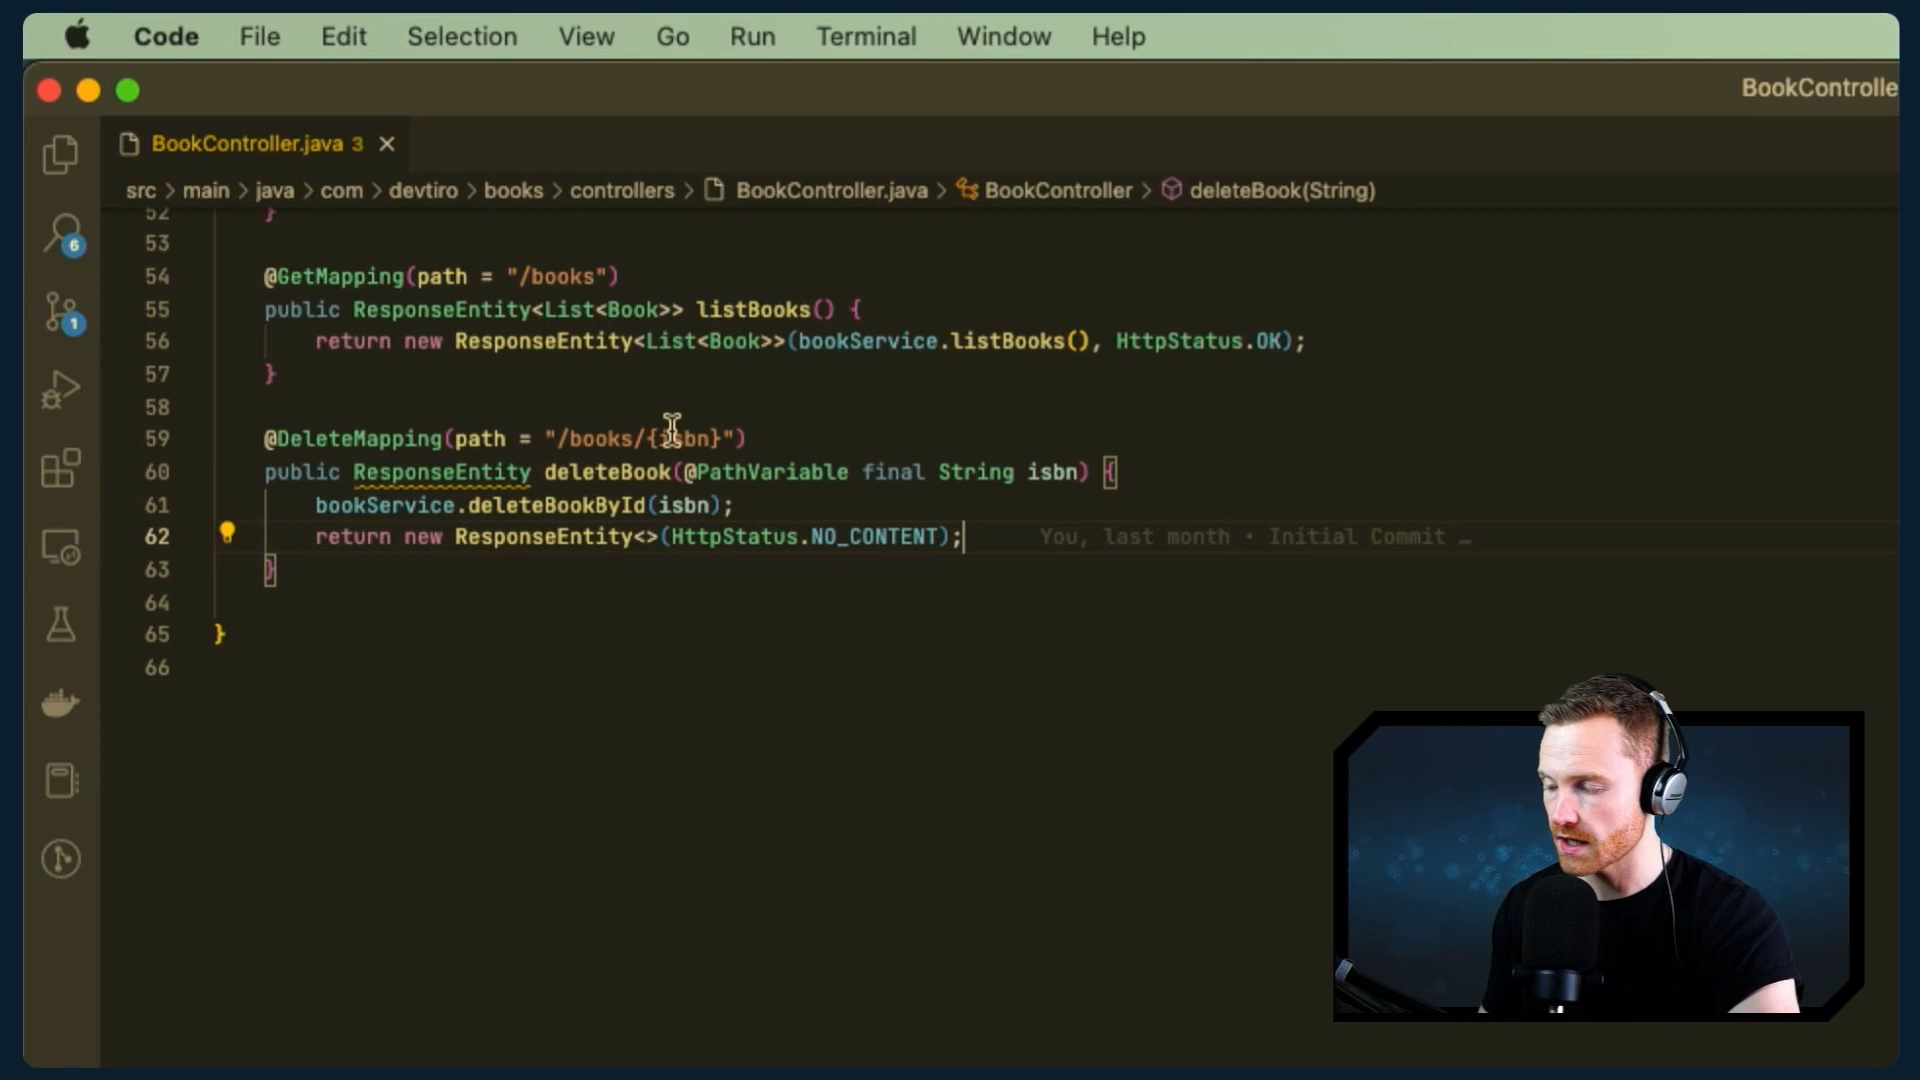 Code File Edit Selection View Go Run Terminal Window Help
BookControlle
BookController.java 3
src > main > java > com > devtiro > books > controllers > BookController.java > BookController > deleteBook(String)
6
1
52 }
53
54 @GetMapping(path = "/books")
55 public ResponseEntity<List<Book>> listBooks() {
56 return new ResponseEntity<List<Book>>(bookService.listBooks(), HttpStatus.OK);
57 }
58
59 @DeleteMapping(path = "/books/{isbn}")
60 public ResponseEntity deleteBook(@PathVariable final String isbn) {
61 bookService.deleteBookById(isbn);
62 return new ResponseEntity<>(HttpStatus.NO_CONTENT); You, last month • Initial Commit …
63 }
64
65 }
66